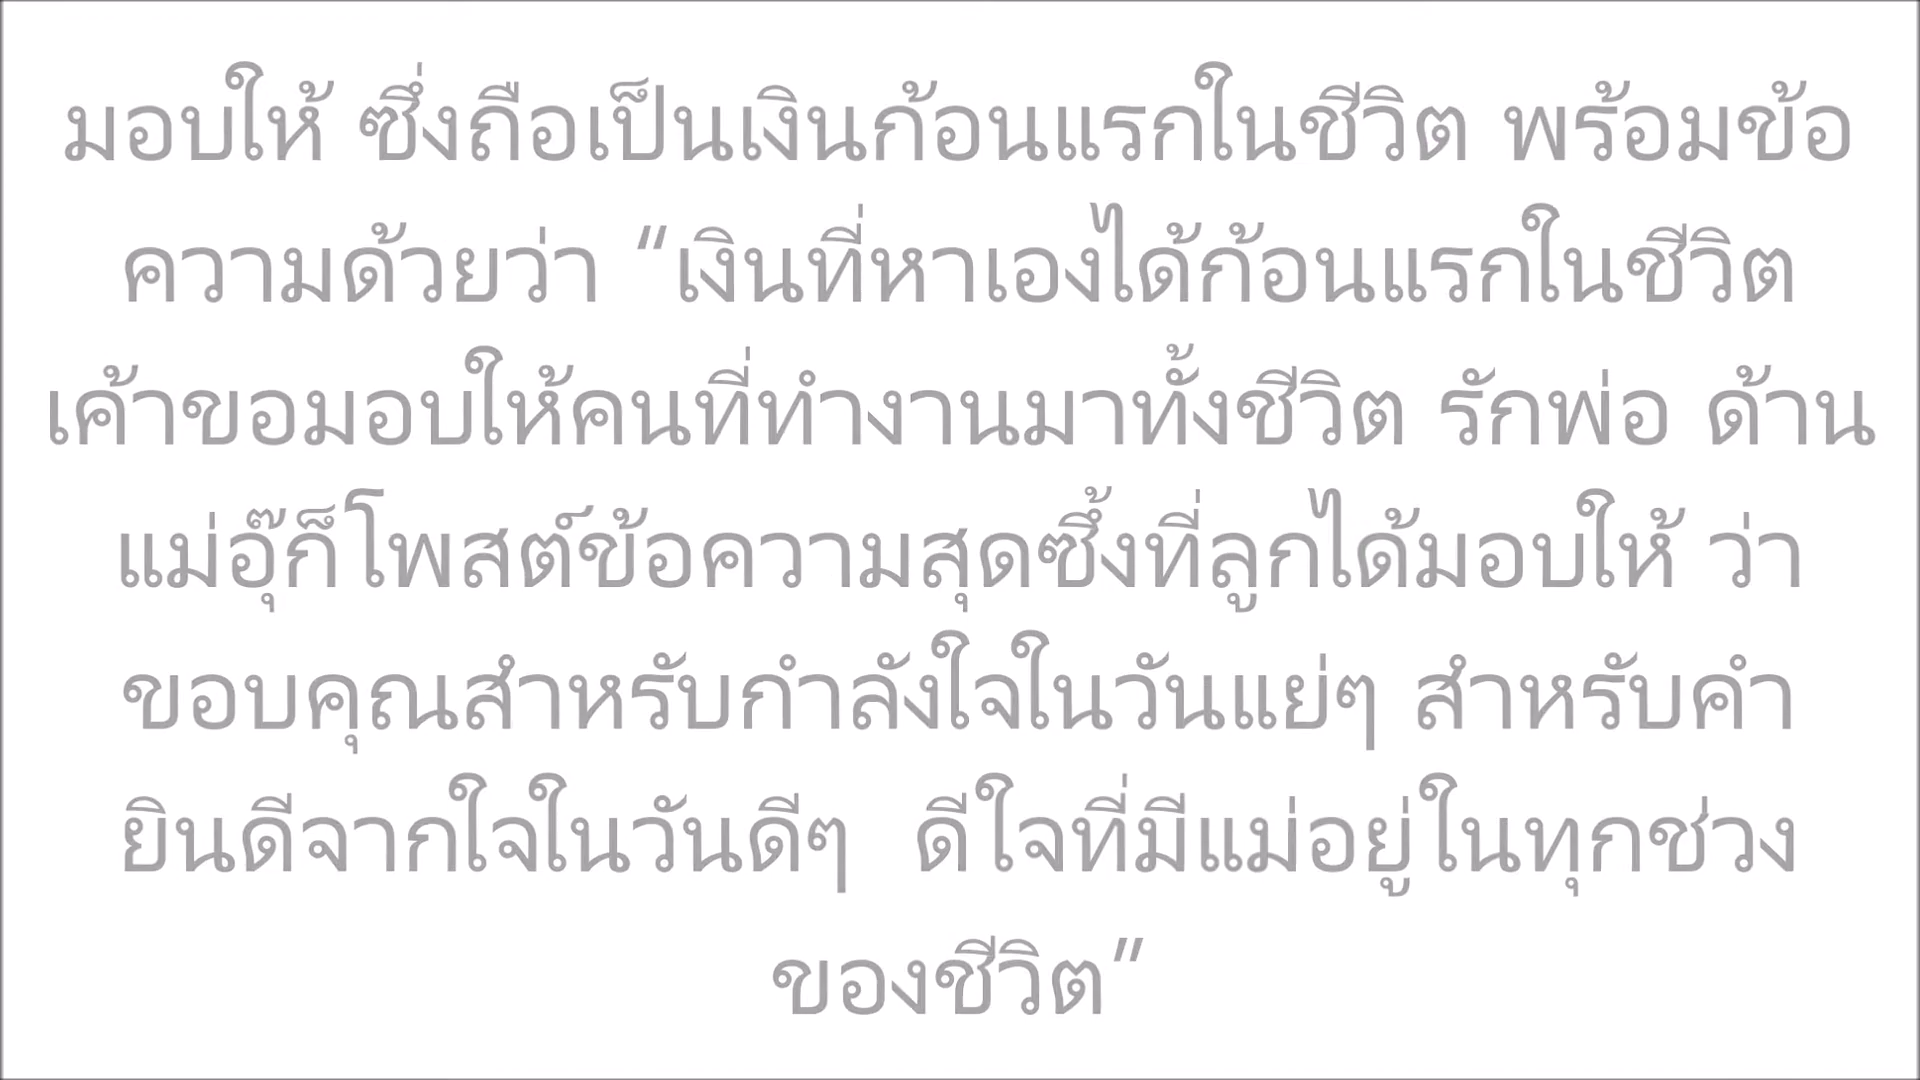 มอบให้ ซึ่งถือเป็นเงินก้อนแรกในชีวิต พร้อมข้อ
ความด้วยว่า “เงินที่หาเองได้ก้อนแรกในชีวิต
เค้าขอมอบให้คนที่ทำงานมาทั้งชีวิต รักพ่อ ด้าน
แม่อุ๊ก็โพสต์ข้อความสุดซึ้งที่ลูกได้มอบให้ ว่า
ขอบคุณสำหรับกำลังใจในวันแย่ๆ สำหรับคำ
ยินดีจากใจในวันดีๆ  ดีใจที่มีแม่อยู่ในทุกช่วง
ของชีวิต”